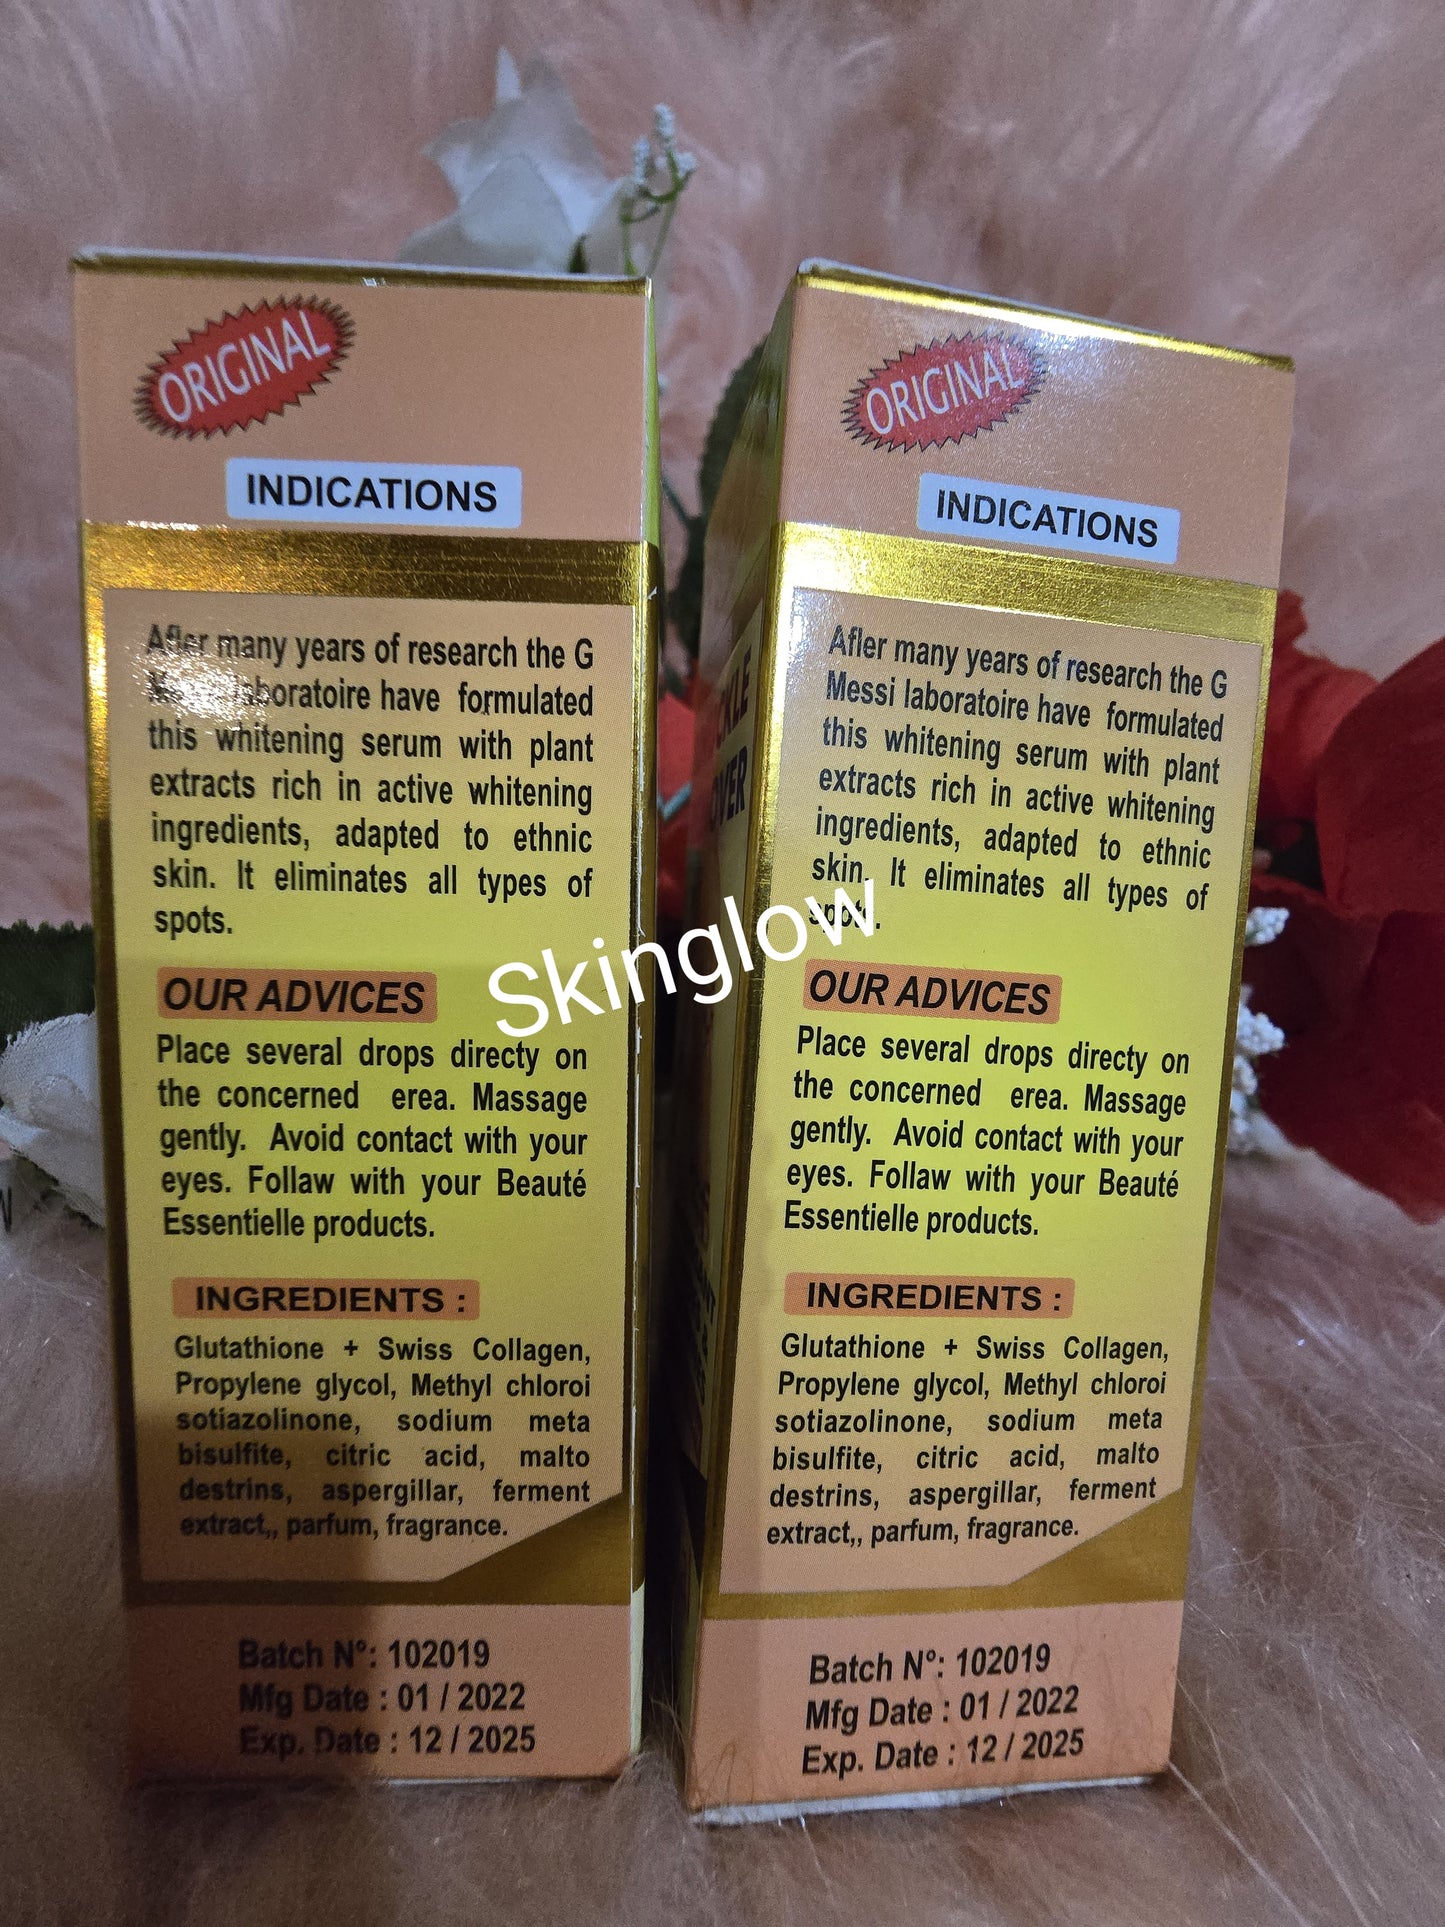 ORIGINAL
INDICATIONS
Afler many years of research the G
Messi laboratoire have formulated
this whitening serum with plant
extracts rich in active whitening
ingredients, adapted to ethnic
skin. It eliminates all types of
spots.
OUR ADVICES
Place several drops directy on
the concerned erea. Massage
gently. Avoid contact with your
eyes. Follaw with your Beauté
Essentielle products.
INGREDIENTS :
Glutathione + Swiss Collagen,
Propylene glycol, Methyl chloroi
sotiazolinone, sodium meta
bisulfite, citric acid, malto
destrins, aspergillar, ferment
extract,, parfum, fragrance.
Batch N°: 102019
Mfg Date : 01 / 2022
Exp. Date : 12 / 2025
Skinglow
ORIGINAL
INDICATIONS
Afler many years of research the G
Messi laboratoire have formulated
this whitening serum with plant
extracts rich in active whitening
ingredients, adapted to ethnic
skin. It eliminates all types of
spots.
OUR ADVICES
Place several drops directy on
the concerned erea. Massage
gently. Avoid contact with your
eyes. Follaw with your Beauté
Essentielle products.
INGREDIENTS :
Glutathione + Swiss Collagen,
Propylene glycol, Methyl chloroi
sotiazolinone, sodium meta
bisulfite, citric acid, malto
destrins, aspergillar, ferment
extract,, parfum, fragrance.
Batch N°: 102019
Mfg Date : 01 / 2022
Exp. Date : 12 / 2025